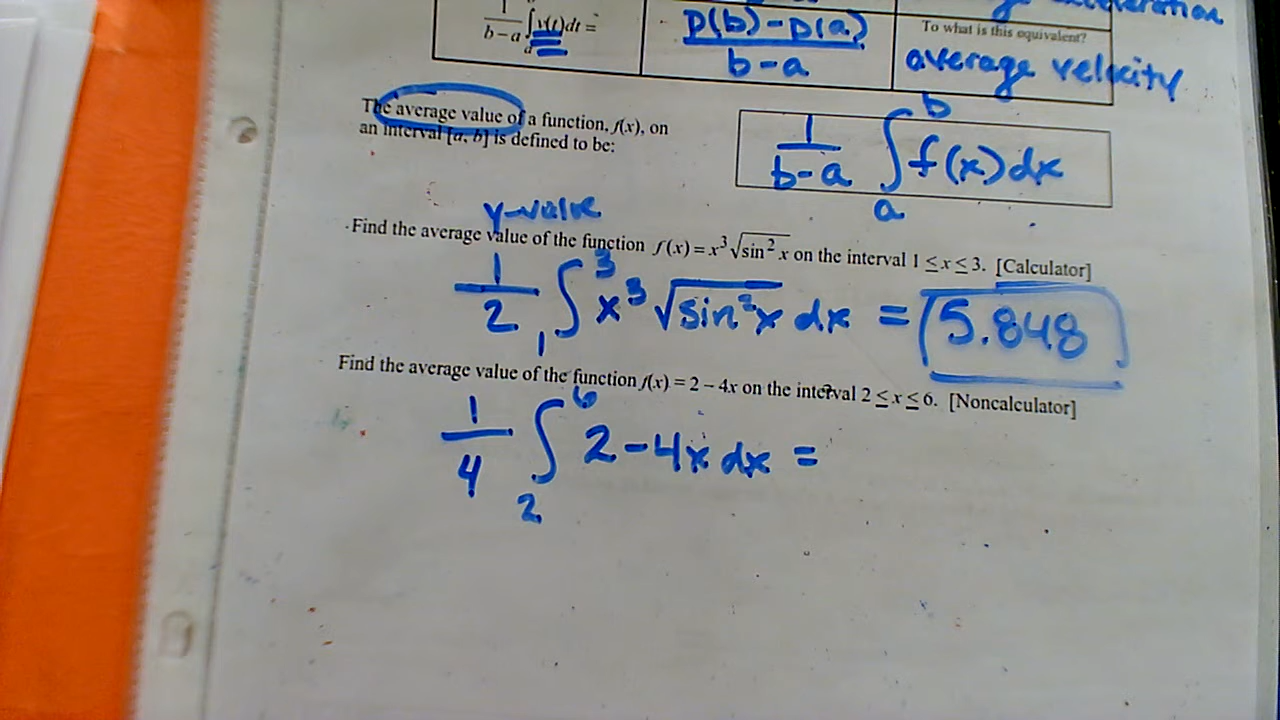 1/(b-a) ∫ₐ v(t)dt =
p(b)-p(a) / b-a
To what is this equivalent?
average velocity
The average value of a function, f(x), on
an interval [a, b] is defined to be:
1/(b-a) ∫ₐᵇ f(x)dx
y-value
Find the average value of the function f(x) = x³√(sin² x) on the interval 1 ≤ x ≤ 3. [Calculator]
1/2 ∫₁³ x³ √(sin²x) dx = 5.848
Find the average value of the function f(x) = 2 – 4x on the interval 2 ≤ x ≤ 6. [Noncalculator]
1/4 ∫₂⁶ 2-4x dx =